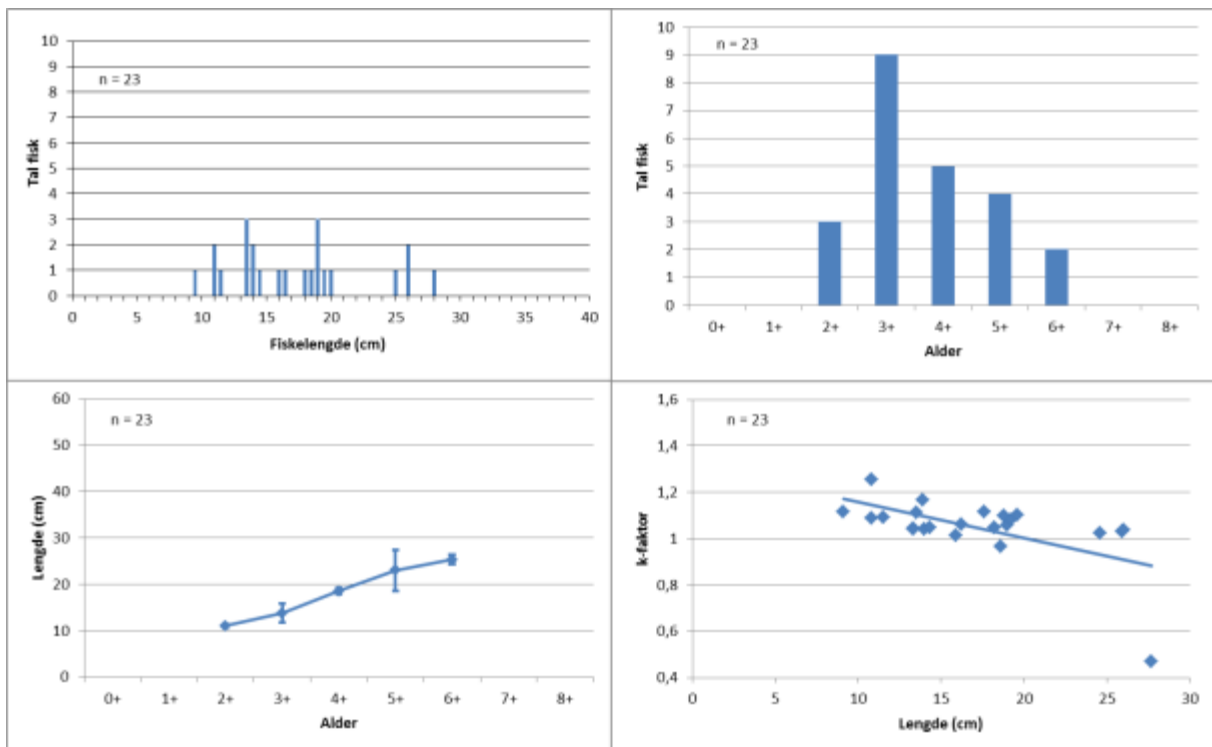 10
9
8
7
6
5
4
3
2
1
0
n = 23
Tal fisk
0 5 10 15 20 25 30 35 40
Fiskelengde (cm)
10
9
8
7
6
5
4
3
2
1
0
n = 23
Tal fisk
0+ 1+ 2+ 3+ 4+ 5+ 6+ 7+ 8+
Alder
60
50
40
30
20
10
0
n = 23
Lengde (cm)
0+ 1+ 2+ 3+ 4+ 5+ 6+ 7+ 8+
Alder
1,6
1,4
1,2
1
0,8
0,6
0,4
n = 23
k-faktor
0 5 10 15 20 25 30
Lengde (cm)